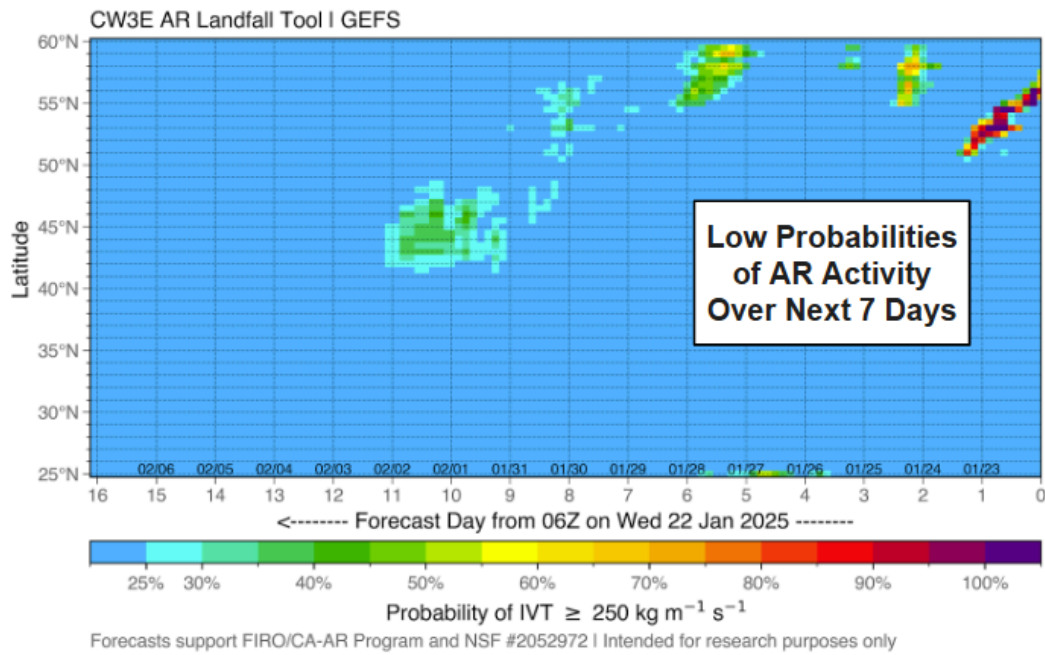 CW3E AR Landfall Tool | GEFS
60°N
55°N
50°N
45°N
40°N
35°N
30°N
25°N
Latitude
Low Probabilities
of AR Activity
Over Next 7 Days
02/06 02/05 02/04 02/03 02/02 02/01 01/31 01/30 01/29 01/28 01/27 01/26 01/25 01/24 01/23
16 15 14 13 12 11 10 9 8 7 6 5 4 3 2 1 0
<-------- Forecast Day from 06Z on Wed 22 Jan 2025 --------
25% 30% 40% 50% 60% 70% 80% 90% 100%
Probability of IVT ≥ 250 kg m⁻¹ s⁻¹
Forecasts support FIRO/CA-AR Program and NSF #2052972 | Intended for research purposes only